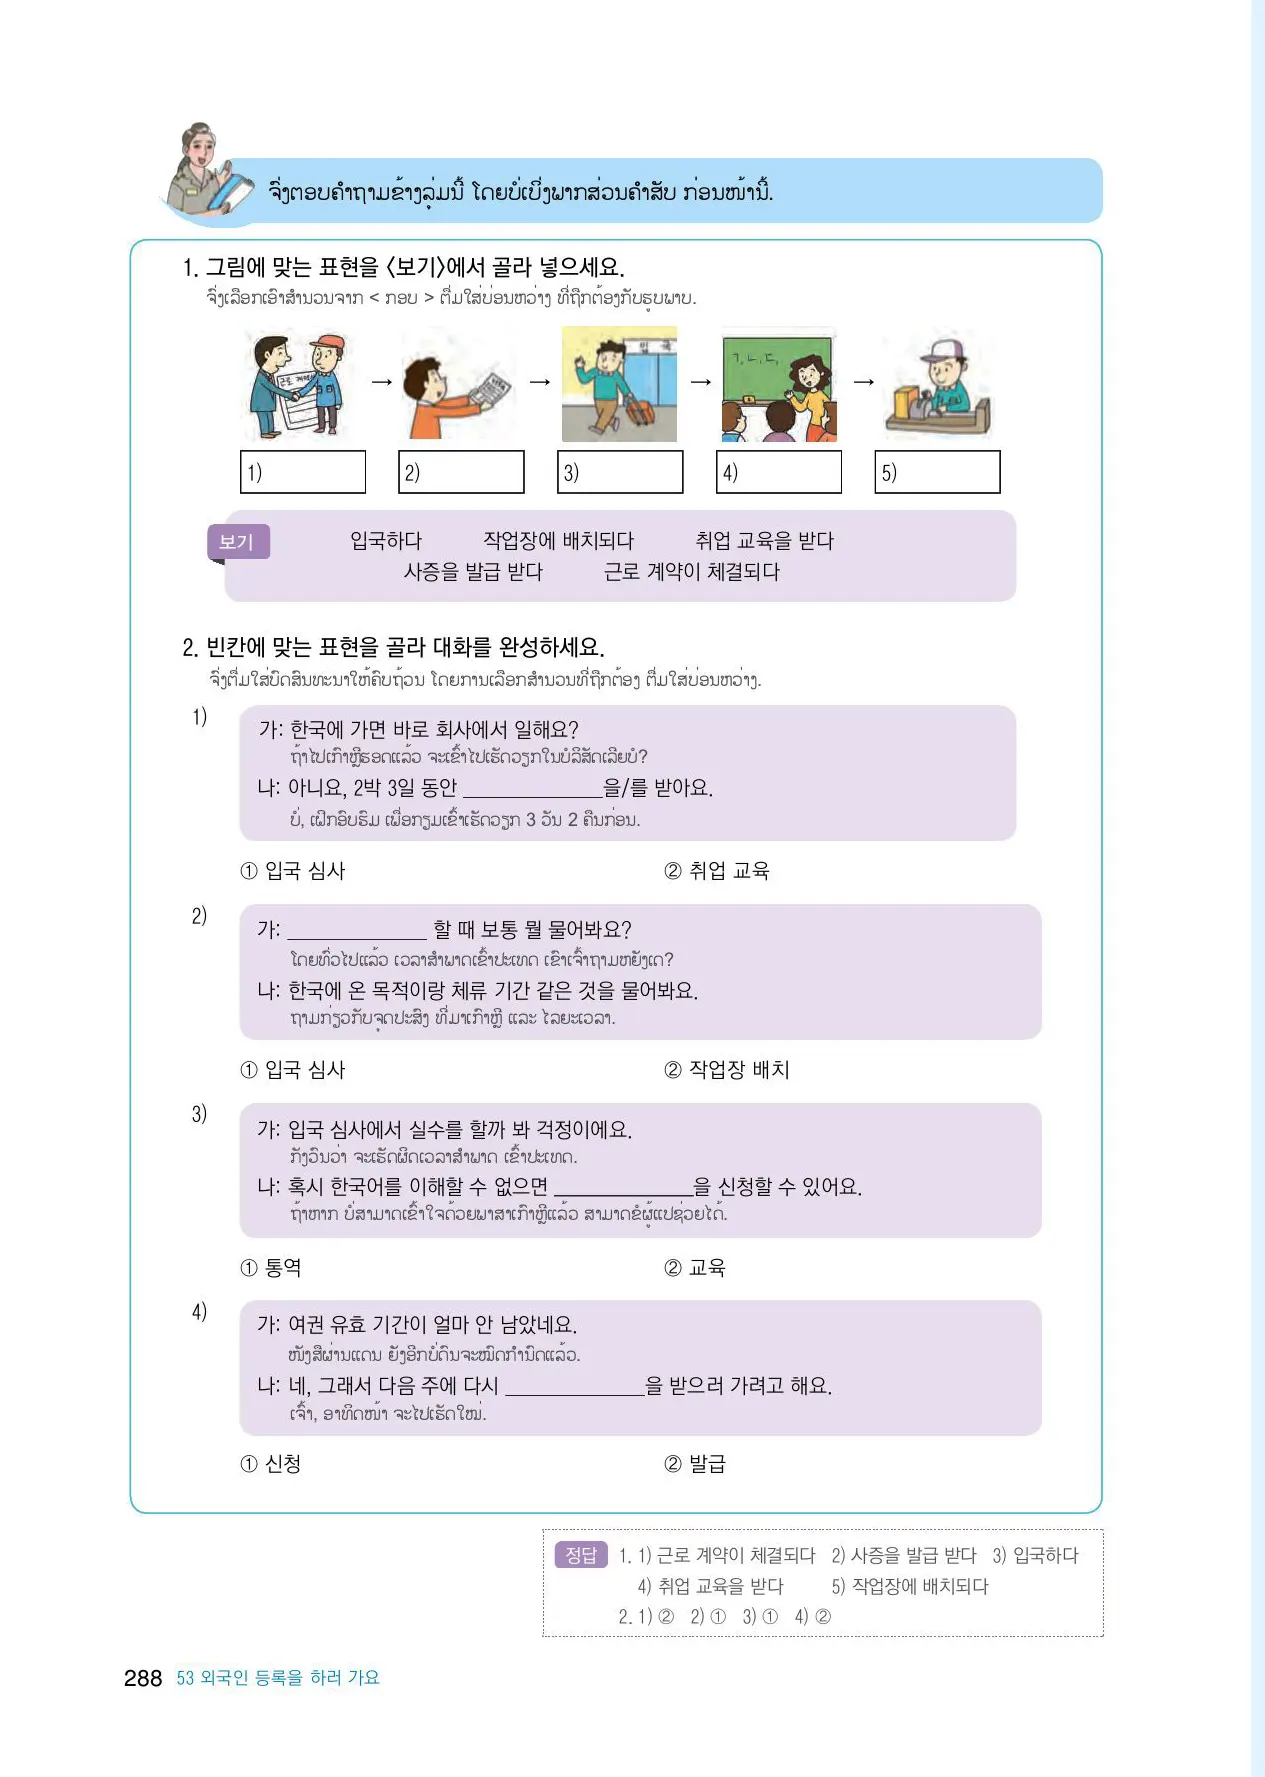 ຈົ່ງຕອບຄຳຖາມຂ້າງລຸ່ມນີ້ ໂດຍບໍ່ເບິ່ງພາກສ່ວນຄຳສັບ ກ່ອນໜ້ານີ້.
1. 그림에 맞는 표현을 <보기>에서 골라 넣으세요.
ຈົ່ງເລືອກເອົາສຳນວນຈາກ < ກອບ > ຕື່ມໃສ່ບ່ອນຫວ່າງ ທີ່ຖືກຕ້ອງກັບຮູບພາບ.
→ → → →
1) 2) 3) 4) 5)
보기 입국하다 작업장에 배치되다 취업 교육을 받다
사증을 발급 받다 근로 계약이 체결되다
2. 빈칸에 맞는 표현을 골라 대화를 완성하세요.
ຈົ່ງຕື່ມໃສ່ບົດສົນທະນາໃຫ້ຄົບຖ້ວນ ໂດຍການເລືອກສຳນວນທີ່ຖືກຕ້ອງ ຕື່ມໃສ່ບ່ອນຫວ່າງ.
1)
가: 한국에 가면 바로 회사에서 일해요?
ຖ້າໄປເກົາຫຼີຮອດແລ້ວ ຈະເຂົ້າໄປເຮັດວຽກໃນບໍລິສັດເລີຍບໍ?
나: 아니요, 2박 3일 동안 ____________을/를 받아요.
ບໍ່, ເຝິກອົບຮົມ ເພື່ອກຽມເຂົ້າເຮັດວຽກ 3 ວັນ 2 ຄືນກ່ອນ.
① 입국 심사 ② 취업 교육
2)
가: ____________ 할 때 보통 뭘 물어봐요?
ໂດຍທົ່ວໄປແລ້ວ ເວລາສຳພາດເຂົ້າປະເທດ ເຂົາເຈົ້າຖາມຫຍັງເດ?
나: 한국에 온 목적이랑 체류 기간 같은 것을 물어봐요.
ຖາມກ່ຽວກັບຈຸດປະສົງ ທີ່ມາເກົາຫຼີ ແລະ ໄລຍະເວລາ.
① 입국 심사 ② 작업장 배치
3)
가: 입국 심사에서 실수를 할까 봐 걱정이에요.
ກັງວົນວ່າ ຈະເຮັດຜິດເວລາສຳພາດ ເຂົ້າປະເທດ.
나: 혹시 한국어를 이해할 수 없으면 ____________을 신청할 수 있어요.
ຖ້າຫາກ ບໍ່ສາມາດເຂົ້າໃຈດ້ວຍພາສາເກົາຫຼີແລ້ວ ສາມາດຂໍຜູ້ແປຊ່ວຍໄດ້.
① 통역 ② 교육
4)
가: 여권 유효 기간이 얼마 안 남았네요.
ໜັງສືຜ່ານແດນ ຍັງອີກບໍ່ດົນຈະໝົດກຳນົດແລ້ວ.
나: 네, 그래서 다음 주에 다시 ____________을 받으러 가려고 해요.
ເຈົ້າ, ອາທິດໜ້າ ຈະໄປເຮັດໃໝ່.
① 신청 ② 발급
정답 1. 1) 근로 계약이 체결되다 2) 사증을 발급 받다 3) 입국하다
4) 취업 교육을 받다 5) 작업장에 배치되다
2. 1) ② 2) ① 3) ① 4) ②
288 53 외국인 등록을 하러 가요